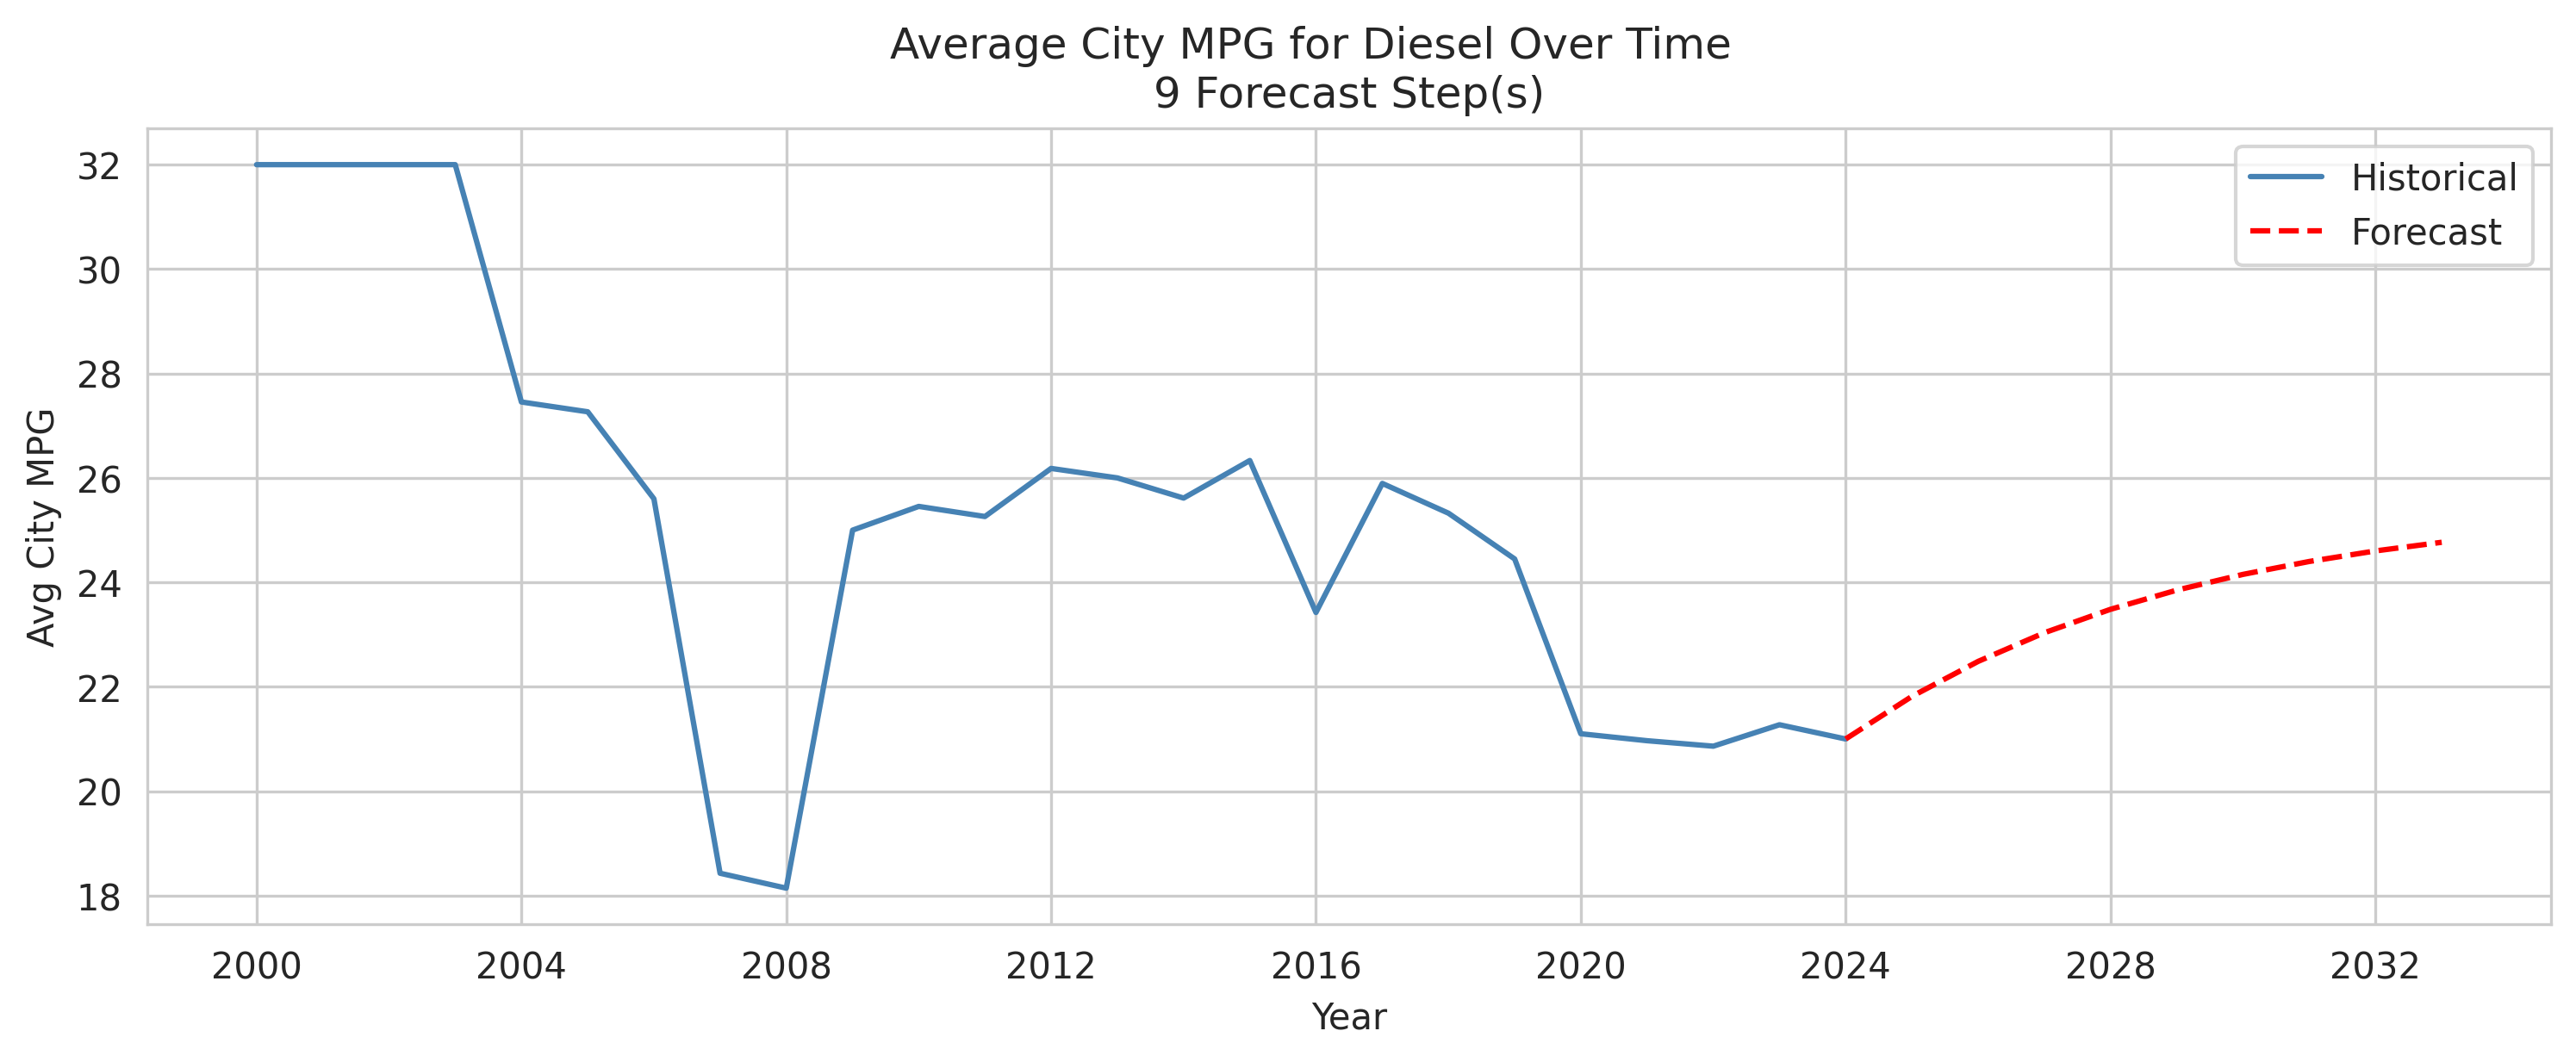 Average City MPG for Diesel Over Time
9 Forecast Step(s)
Historical
Forecast
Avg City MPG
32
30
28
26
24
22
20
18
2000
2004
2008
2012
2016
2020
2024
2028
2032
Year